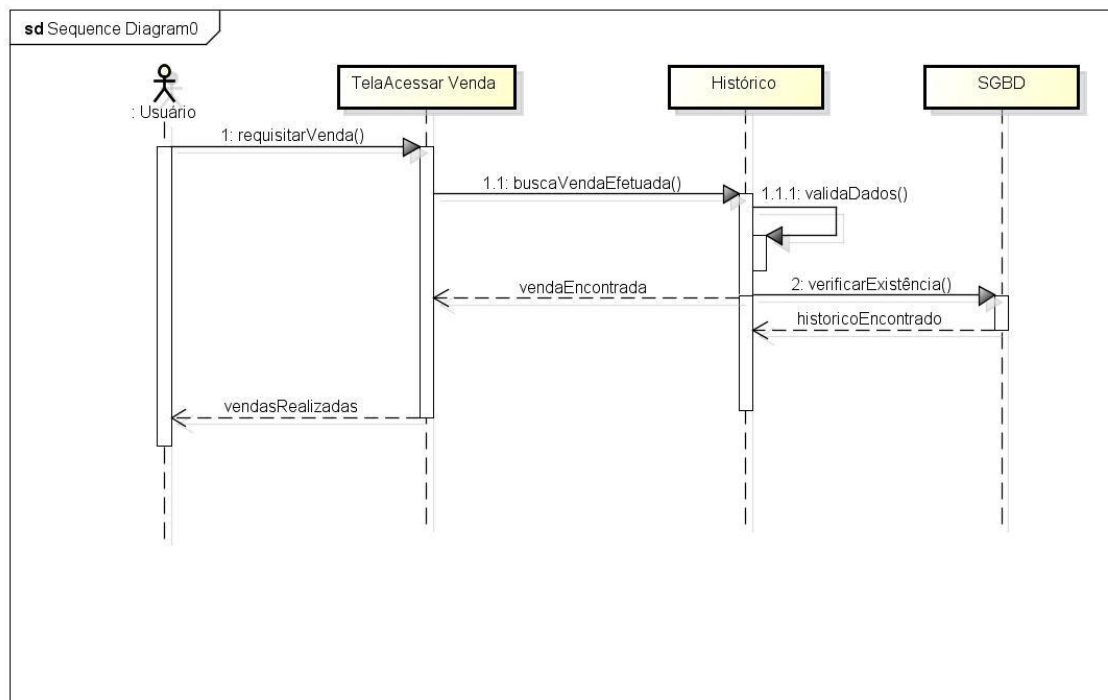 sd Sequence Diagram0
: Usuário
TelaAcessar Venda
Histórico
SGBD
1: requisitarVenda()
1.1: buscaVendaEfetuada()
1.1.1: validaDados()
vendaEncontrada
2: verificarExistência()
historicoEncontrado
vendasRealizadas